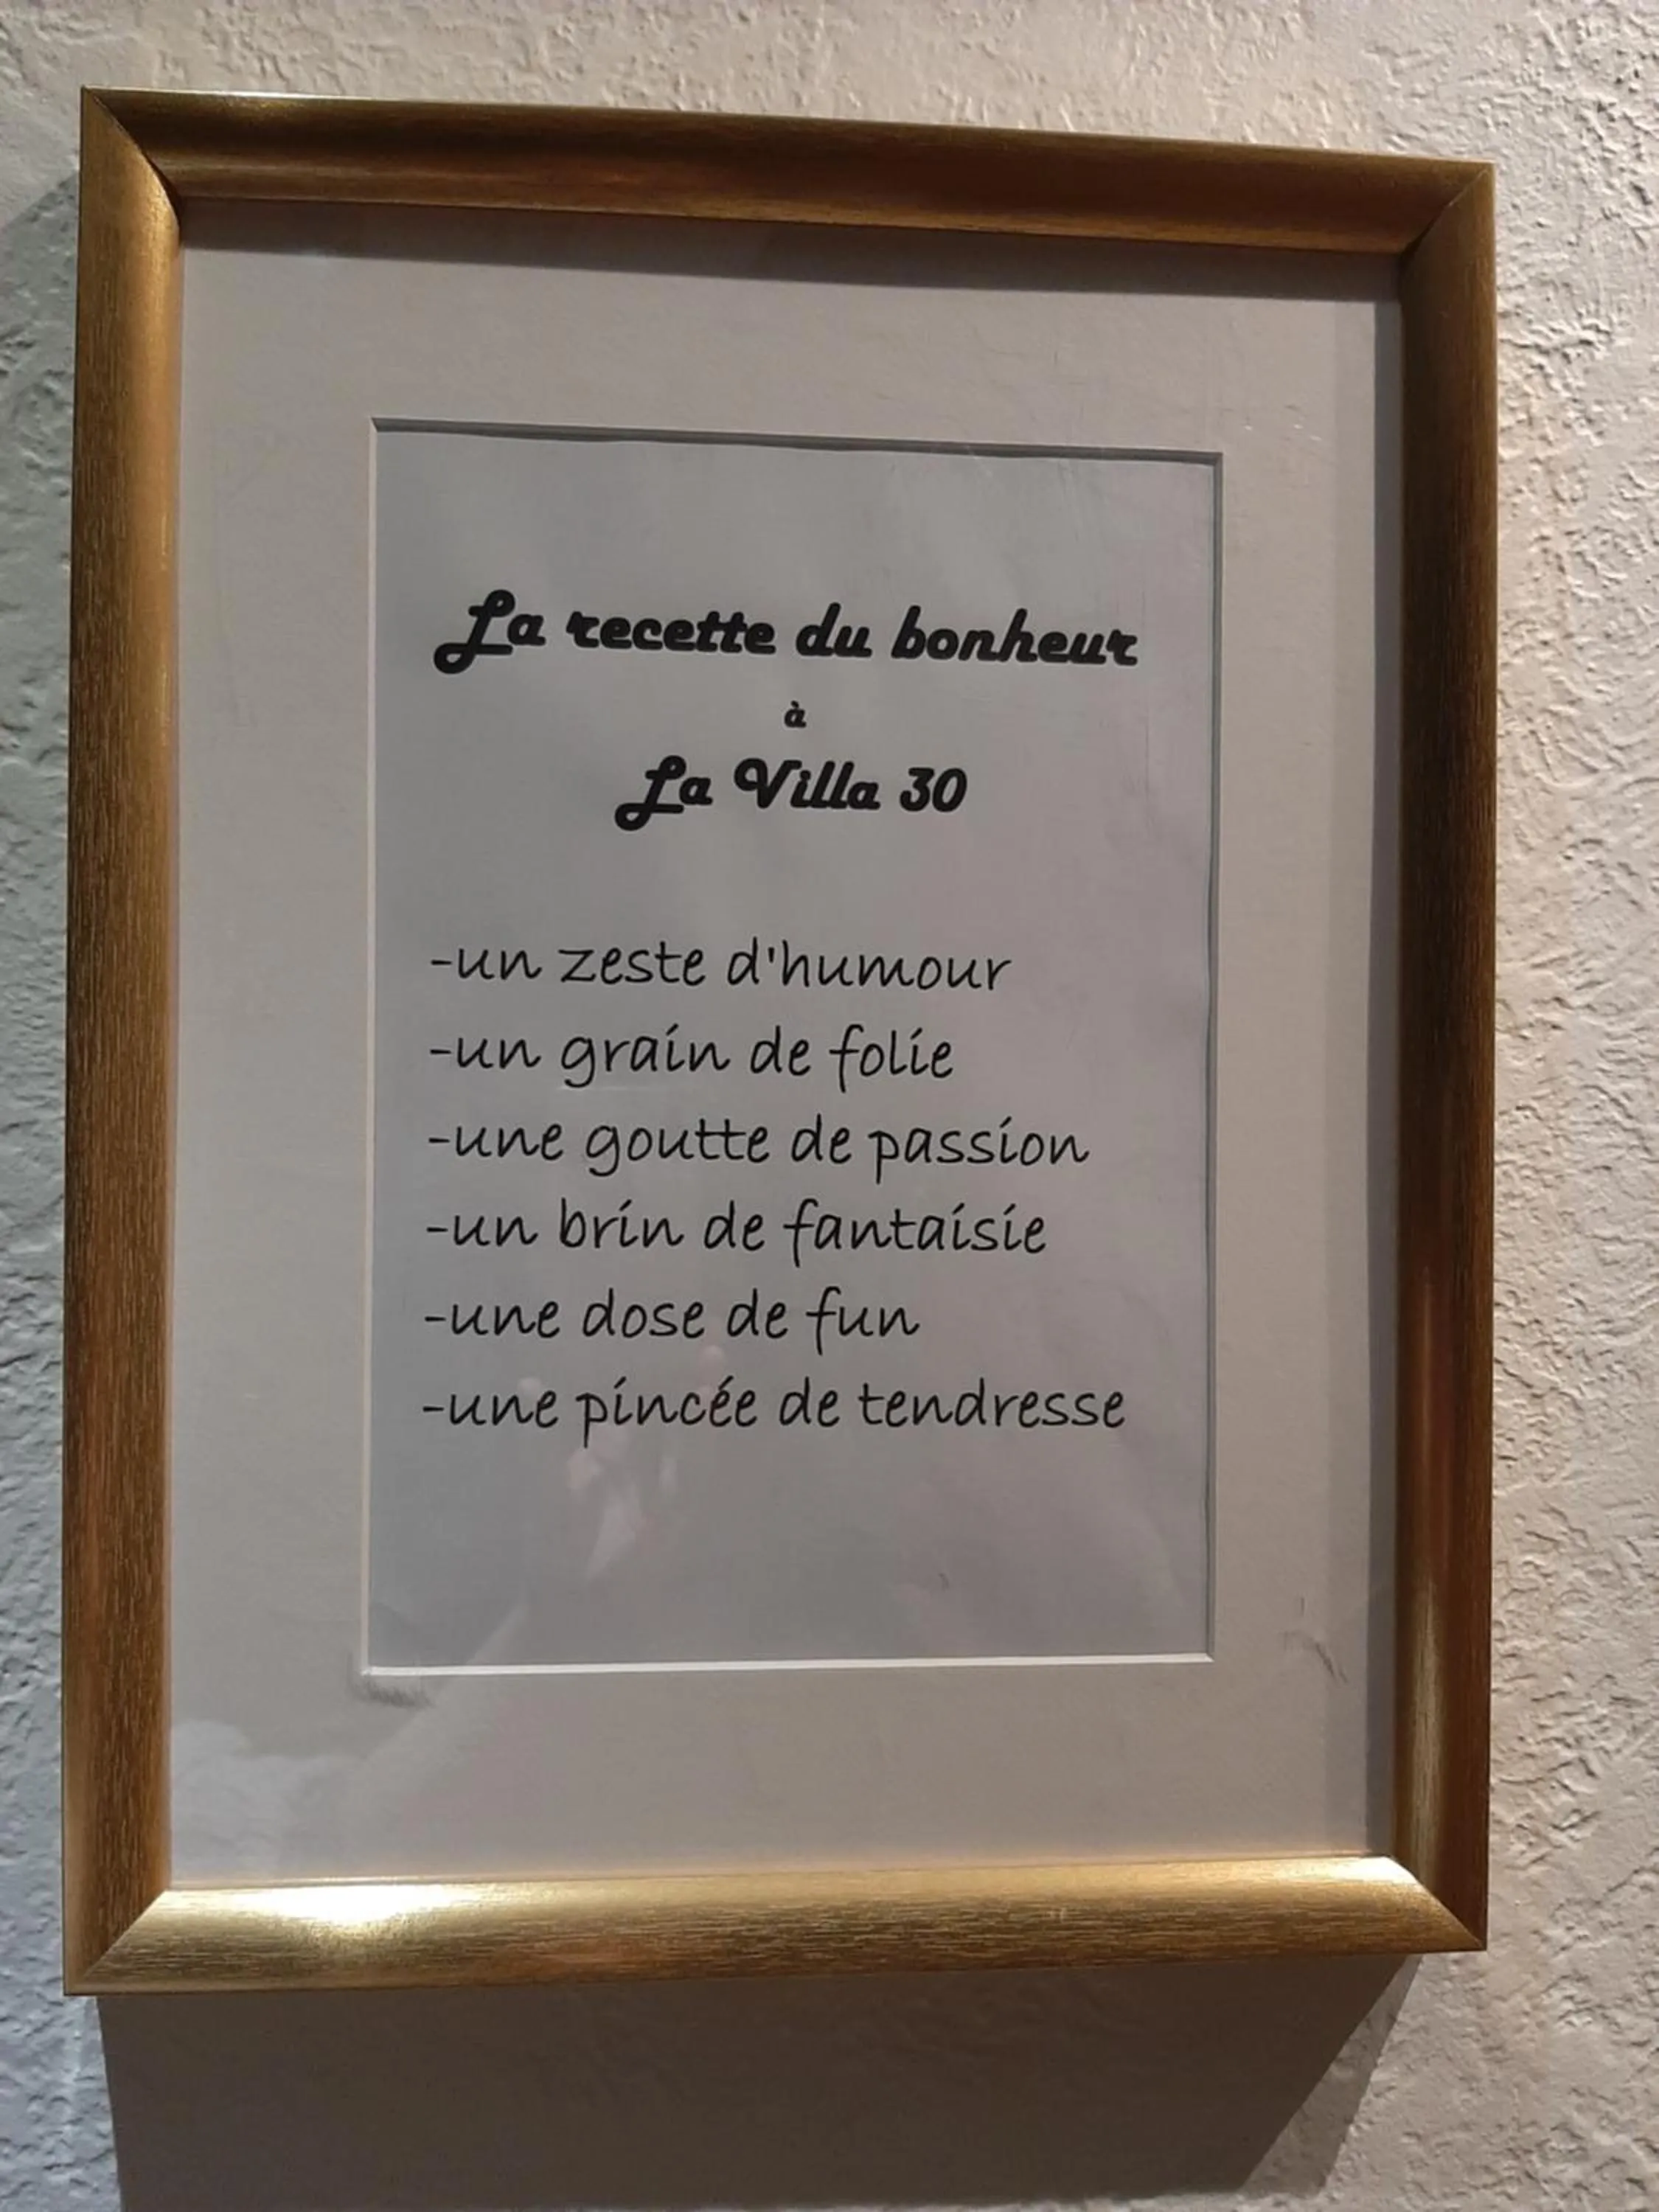 La recette du bonheur
à
La Villa 30
-un zeste d'humour
-un grain de folie
-une goutte de passion
-un brin de fantaisie
-une dose de fun
-une pincée de tendresse